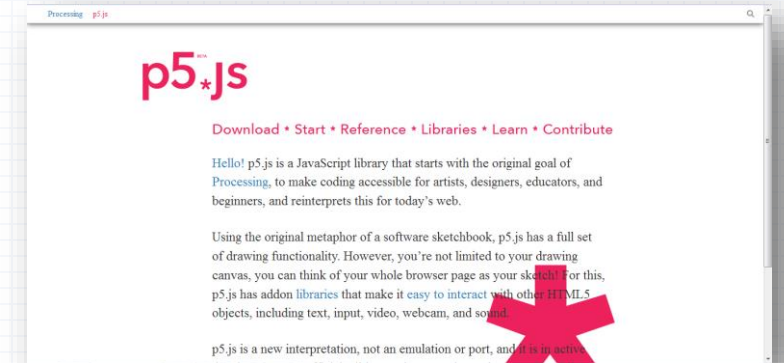 Processing p5.js
BETA
p5*JS
Download * Start * Reference * Libraries * Learn * Contribute
Hello! p5.js is a JavaScript library that starts with the original goal of
Processing, to make coding accessible for artists, designers, educators, and
beginners, and reinterprets this for today’s web.
Using the original metaphor of a software sketchbook, p5.js has a full set
of drawing functionality. However, you’re not limited to your drawing
canvas, you can think of your whole browser page as your sketch! For this,
p5.js has addon libraries that make it easy to interact with other HTML5
objects, including text, input, video, webcam, and sound.
p5.js is a new interpretation, not an emulation or port, and it is in active